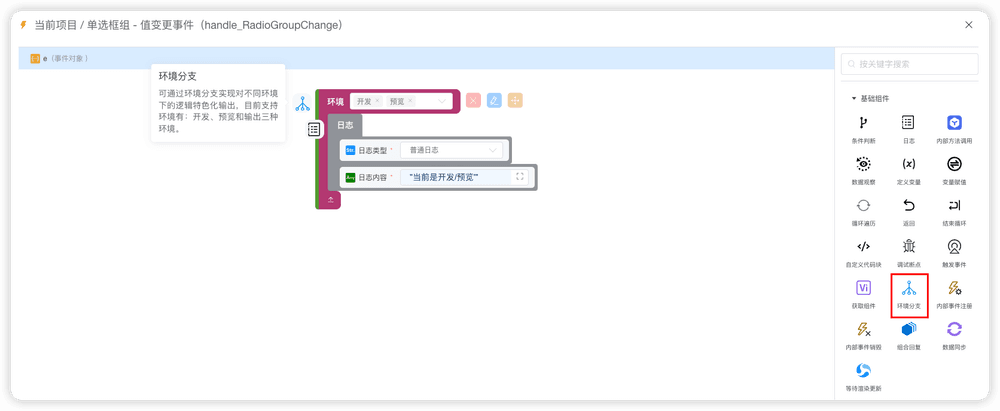 当前项目 / 单选框组 - 值变更事件（handle_RadioGroupChange）
e（事件对象）
环境分支
可通过环境分支实现对不同环境
下的逻辑特色化输出，目前支持
环境有：开发、预览和输出三种
环境。
环境 开发 × 预览 ×
日志
日志类型 * 普通日志
日志内容 * "当前是开发/预览"
按关键字搜索
基础组件
条件判断 日志 内部方法调用
数据观察 定义变量 变量赋值
循环遍历 返回 结束循环
自定义代码块 调试断点 触发事件
获取组件 环境分支 内部事件注册
内部事件销毁 组合回复 数据同步
等待渲染更新